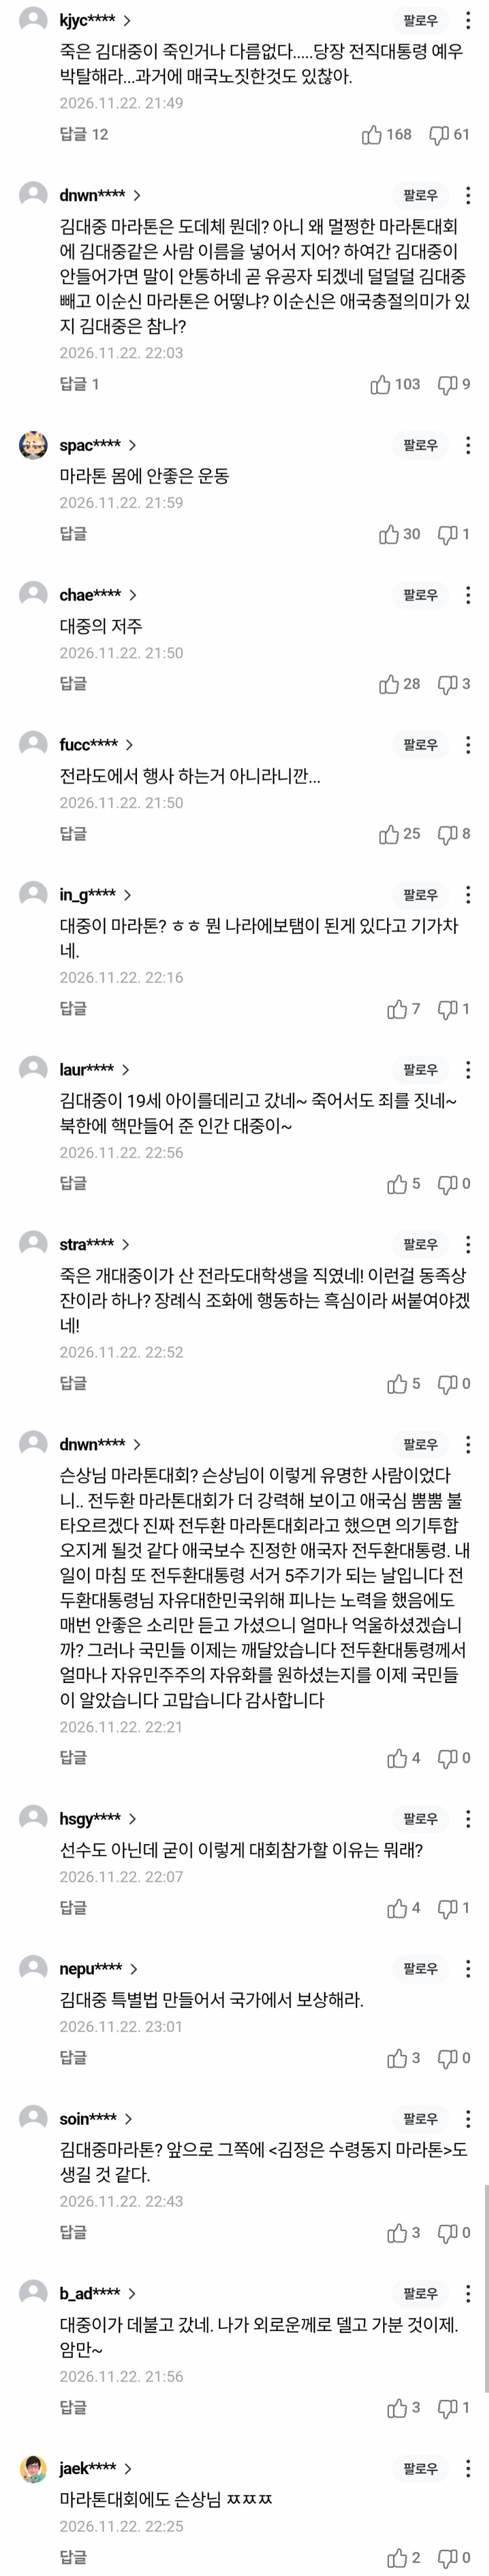 kjyc**** >
팔로우
죽은 김대중이 죽인거나 다름없다.....당장 전직대통령 예우
박탈해라...과거에 매국노짓한것도 있찮아.
2026.11.22. 21:49
답글 12
168 61
dnwn**** >
팔로우
김대중 마라톤은 도데체 뭔데? 아니 왜 멀쩡한 마라톤대회
에 김대중같은 사람 이름을 넣어서 지어? 하여간 김대중이
안들어가면 말이 안통하네 곧 유공자 되겠네 덜덜덜 김대중
빼고 이순신 마라톤은 어떻냐? 이순신은 애국충절의미가 있
지 김대중은 참나?
2026.11.22. 22:03
답글 1
103 9
spac**** >
팔로우
마라톤 몸에 안좋은 운동
2026.11.22. 21:59
답글
30 1
chae**** >
팔로우
대중의 저주
2026.11.22. 21:50
답글
28 3
fucc**** >
팔로우
전라도에서 행사 하는거 아니라니깐...
2026.11.22. 21:50
답글
25 8
in_g**** >
팔로우
대중이 마라톤? ㅎㅎ 뭔 나라에보탬이 된게 있다고 기가차
네.
2026.11.22. 22:16
답글
7 1
laur**** >
팔로우
김대중이 19세 아이를데리고 갔네~ 죽어서도 죄를 짓네~
북한에 핵만들어 준 인간 대중이~
2026.11.22. 22:56
답글
5 0
stra**** >
팔로우
죽은 개대중이가 산 전라도대학생을 직였네! 이런걸 동족상
잔이라 하나? 장례식 조화에 행동하는 흑심이라 써붙여야겠
네!
2026.11.22. 22:52
답글
5 0
dnwn**** >
팔로우
슨상님 마라톤대회? 슨상님이 이렇게 유명한 사람이었다
니.. 전두환 마라톤대회가 더 강력해 보이고 애국심 뿜뿜 불
타오르겠다 진짜 전두환 마라톤대회라고 했으면 의기투합
오지게 될것 같다 애국보수 진정한 애국자 전두환대통령. 내
일이 마침 또 전두환대통령 서거 5주기가 되는 날입니다 전
두환대통령님 자유대한민국위해 피나는 노력을 했음에도
매번 안좋은 소리만 듣고 가셨으니 얼마나 억울하셨겠습니
까? 그러나 국민들 이제는 깨달았습니다 전두환대통령께서
얼마나 자유민주주의 자유화를 원하셨는지를 이제 국민들
이 알았습니다 고맙습니다 감사합니다
2026.11.22. 22:21
답글
4 0
hsgy**** >
팔로우
선수도 아닌데 굳이 이렇게 대회참가할 이유는 뭐래?
2026.11.22. 22:07
답글
4 1
nepu**** >
팔로우
김대중 특별법 만들어서 국가에서 보상해라.
2026.11.22. 23:01
답글
3 0
soin**** >
팔로우
김대중마라톤? 앞으로 그쪽에 <김정은 수령동지 마라톤>도
생길 것 같다.
2026.11.22. 22:43
답글
3 0
b_ad**** >
팔로우
대중이가 데불고 갔네. 나가 외로운께로 델고 가분 것이제.
암만~
2026.11.22. 21:56
답글
3 1
jaek**** >
팔로우
마라톤대회에도 슨상님 ㅉㅉㅉ
2026.11.22. 22:25
답글
2 0